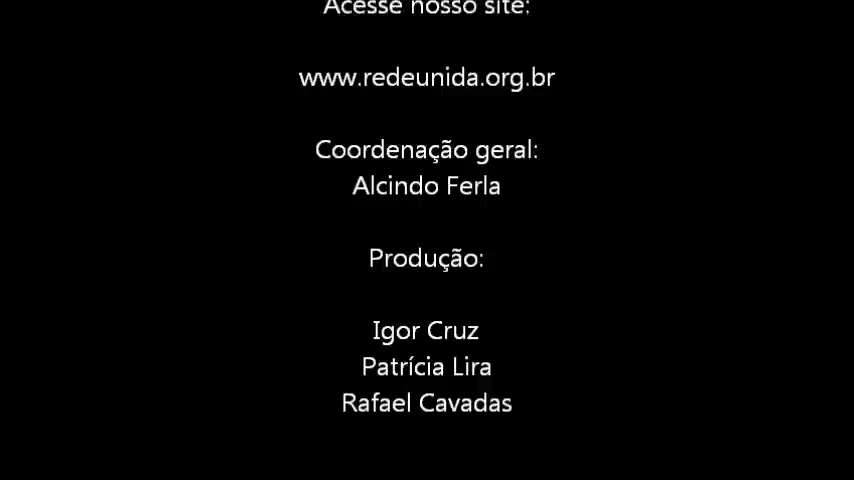 Acesse nosso site:
www.redeunida.org.br
Coordenação geral:
Alcindo Ferla
Produção:
Igor Cruz
Patrícia Lira
Rafael Cavadas